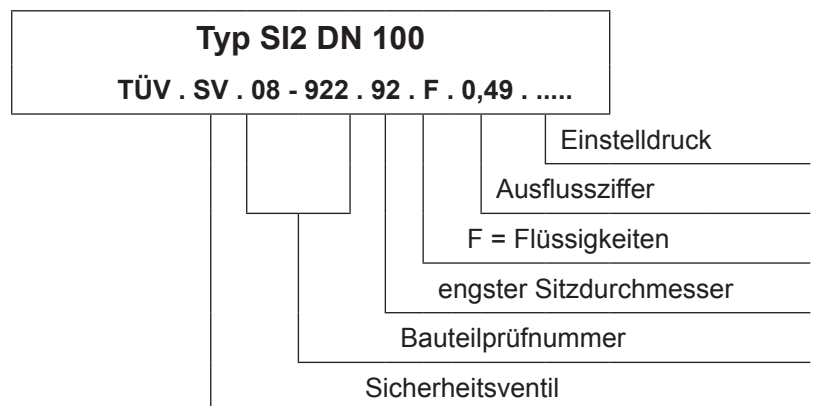 Typ SI2 DN 100
TÜV . SV . 08 - 922 . 92 . F . 0,49 . .....
Einstelldruck
Ausflussziffer
F = Flüssigkeiten
engster Sitzdurchmesser
Bauteilprüfnummer
Sicherheitsventil